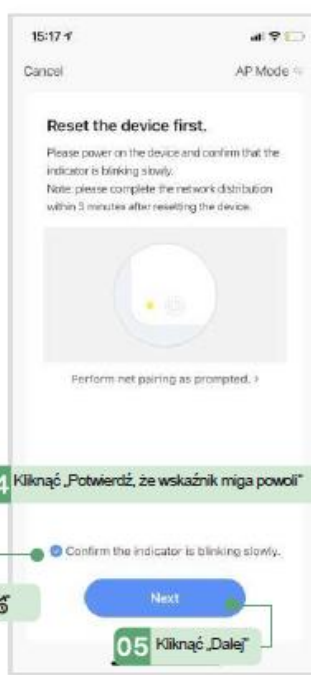 15:17
Cancel
AP Mode
Reset the device first.
Please power on the device and confirm that the
indicator is blinking slowly.
Note: please complete the network distribution
within 3 minutes after resetting the device.
Perform net pairing as prompted. >
4 Kliknąć „Potwierdź, że wskaźnik miga powoli”
Confirm the indicator is blinking slowly.
Next
05 Kliknąć „Dalej”